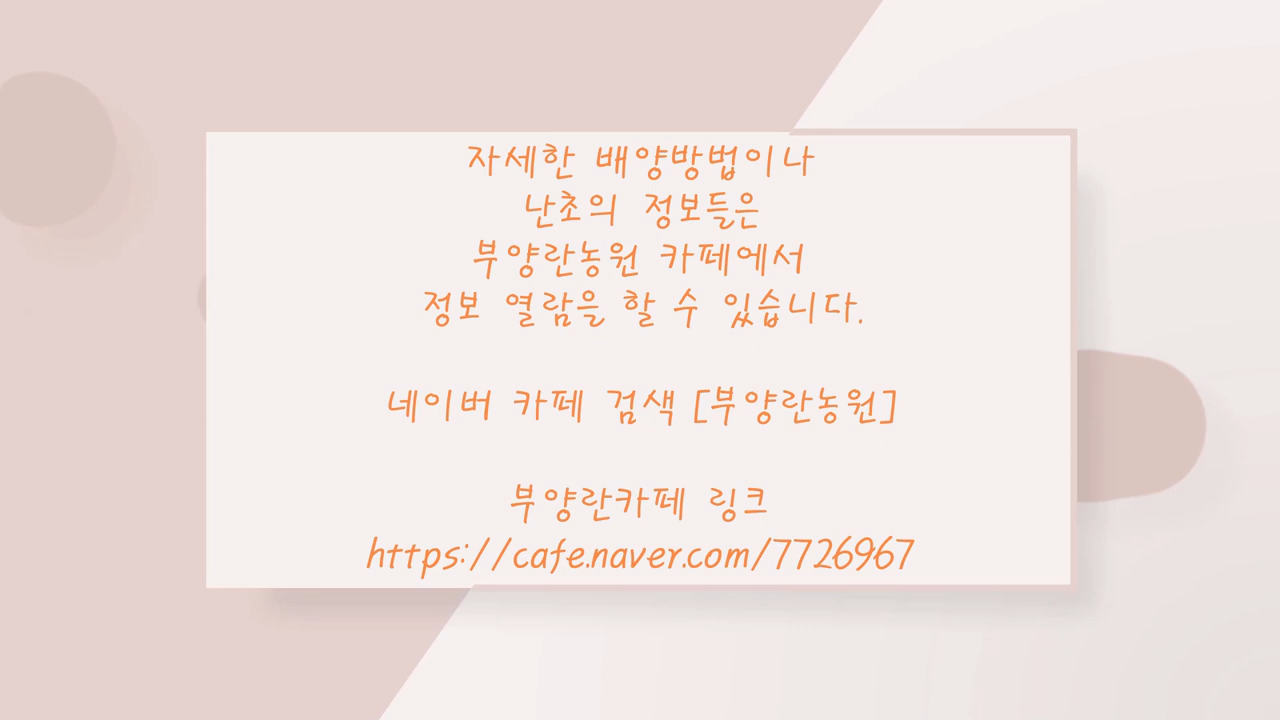 자세한 배양방법이나
난초의 정보들은
부양란농원 카페에서
정보 열람을 할 수 있습니다.
네이버 카페 검색 [부양란농원]
부양란카페 링크
https://cafe.naver.com/7726967